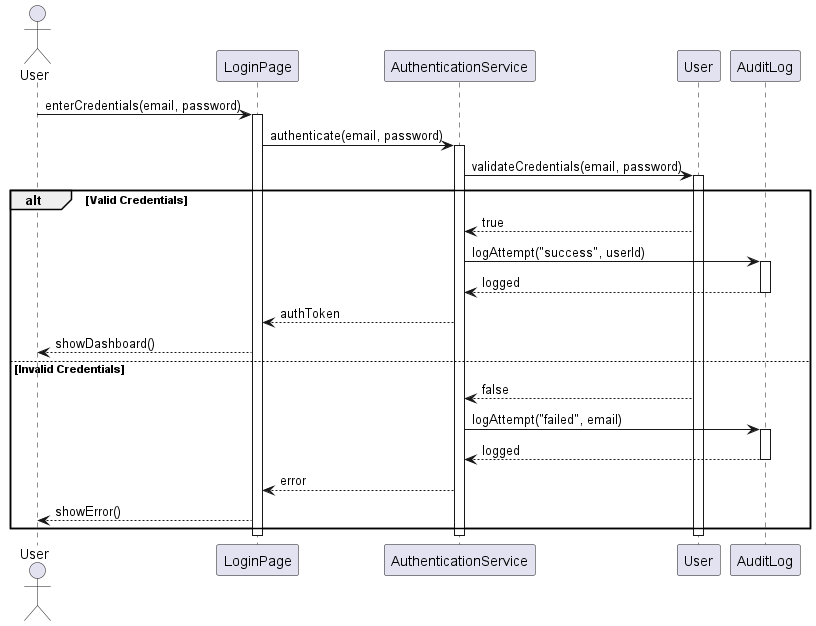 User
LoginPage
AuthenticationService
User
AuditLog
enterCredentials(email, password)
authenticate(email, password)
validateCredentials(email, password)
alt
[Valid Credentials]
true
logAttempt("success", userId)
logged
authToken
showDashboard()
[Invalid Credentials]
false
logAttempt("failed", email)
logged
error
showError()
User
LoginPage
AuthenticationService
User
AuditLog